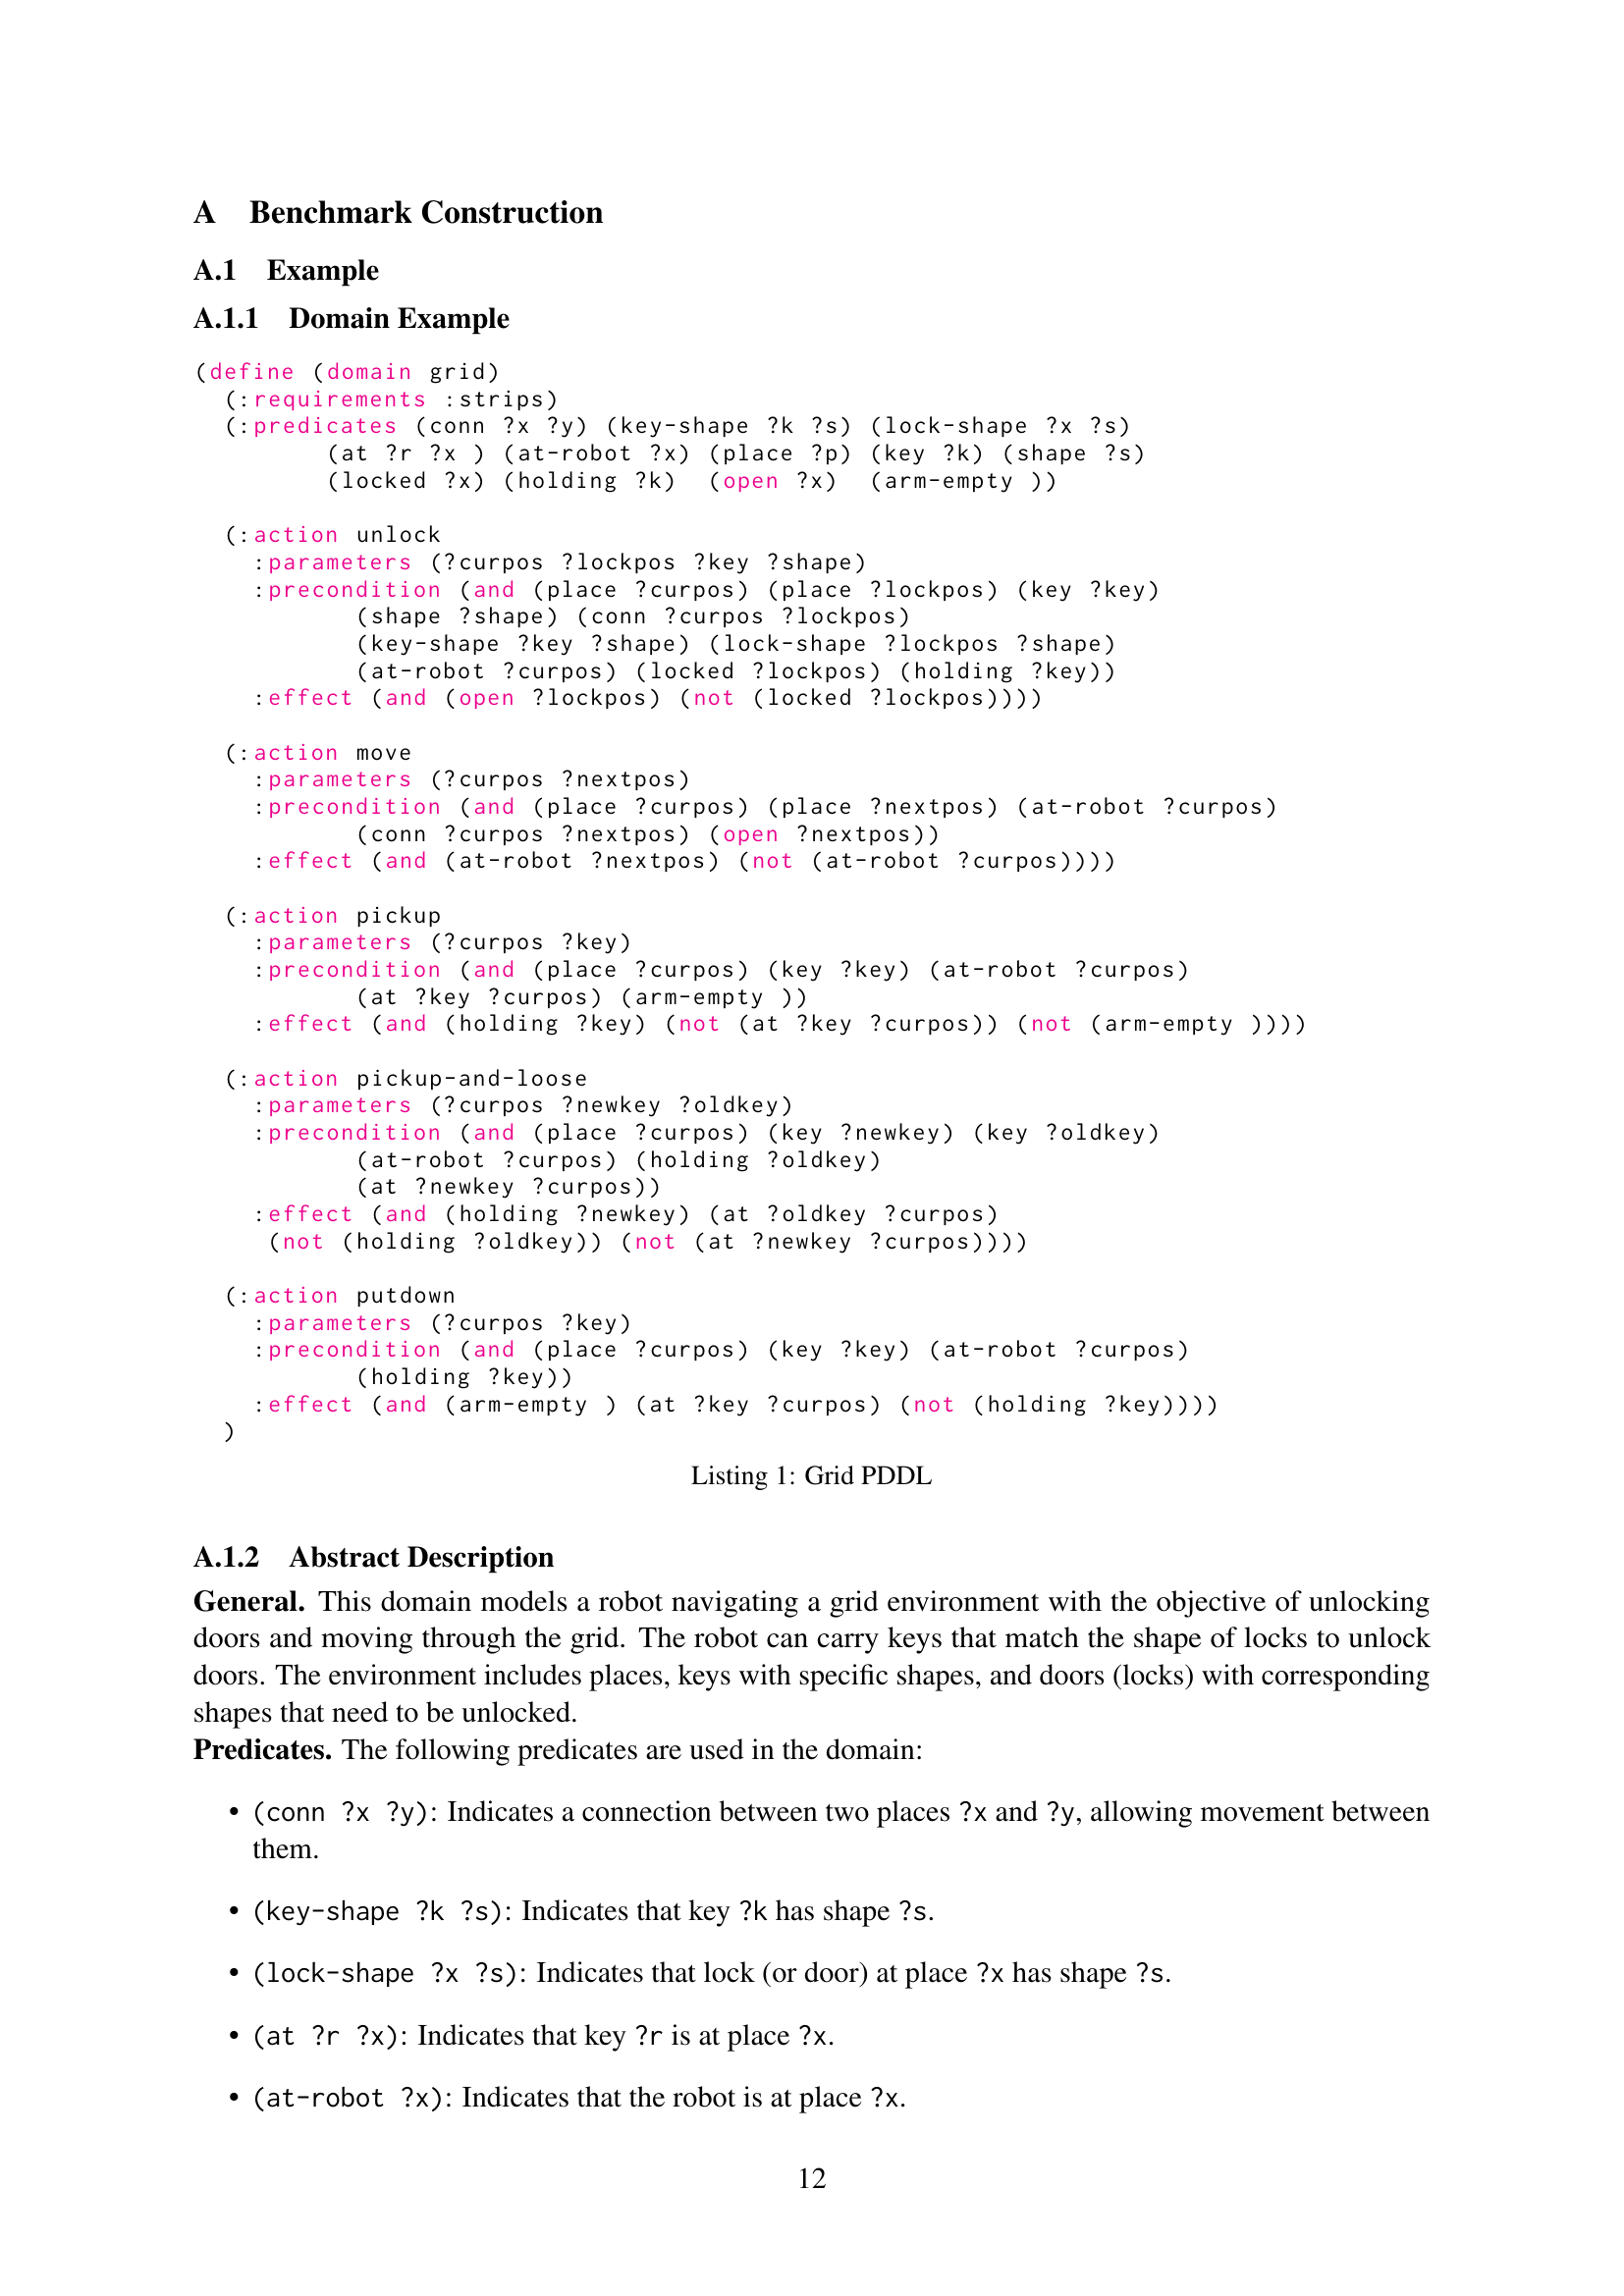 A Benchmark Construction
A.1 Example
A.1.1 Domain Example
(define (domain grid)
  (:requirements :strips)
  (:predicates (conn ?x ?y) (key-shape ?k ?s) (lock-shape ?x ?s)
         (at ?r ?x ) (at-robot ?x) (place ?p) (key ?k) (shape ?s)
         (locked ?x) (holding ?k)  (open ?x)  (arm-empty ))
  (:action unlock
    :parameters (?curpos ?lockpos ?key ?shape)
    :precondition (and (place ?curpos) (place ?lockpos) (key ?key)
           (shape ?shape) (conn ?curpos ?lockpos)
           (key-shape ?key ?shape) (lock-shape ?lockpos ?shape)
           (at-robot ?curpos) (locked ?lockpos) (holding ?key))
    :effect (and (open ?lockpos) (not (locked ?lockpos))))
  (:action move
    :parameters (?curpos ?nextpos)
    :precondition (and (place ?curpos) (place ?nextpos) (at-robot ?curpos)
           (conn ?curpos ?nextpos) (open ?nextpos))
    :effect (and (at-robot ?nextpos) (not (at-robot ?curpos))))
  (:action pickup
    :parameters (?curpos ?key)
    :precondition (and (place ?curpos) (key ?key) (at-robot ?curpos)
           (at ?key ?curpos) (arm-empty ))
    :effect (and (holding ?key) (not (at ?key ?curpos)) (not (arm-empty ))))
  (:action pickup-and-loose
    :parameters (?curpos ?newkey ?oldkey)
    :precondition (and (place ?curpos) (key ?newkey) (key ?oldkey)
           (at-robot ?curpos) (holding ?oldkey)
           (at ?newkey ?curpos))
    :effect (and (holding ?newkey) (at ?oldkey ?curpos)
     (not (holding ?oldkey)) (not (at ?newkey ?curpos))))
  (:action putdown
    :parameters (?curpos ?key)
    :precondition (and (place ?curpos) (key ?key) (at-robot ?curpos)
           (holding ?key))
    :effect (and (arm-empty ) (at ?key ?curpos) (not (holding ?key))))
  )
Listing 1: Grid PDDL
A.1.2 Abstract Description
General. This domain models a robot navigating a grid environment with the objective of unlocking
doors and moving through the grid. The robot can carry keys that match the shape of locks to unlock
doors. The environment includes places, keys with specific shapes, and doors (locks) with corresponding
shapes that need to be unlocked.
Predicates. The following predicates are used in the domain:
• (conn ?x ?y): Indicates a connection between two places ?x and ?y, allowing movement between
them.
• (key-shape ?k ?s): Indicates that key ?k has shape ?s.
• (lock-shape ?x ?s): Indicates that lock (or door) at place ?x has shape ?s.
• (at ?r ?x): Indicates that key ?r is at place ?x.
• (at-robot ?x): Indicates that the robot is at place ?x.
12